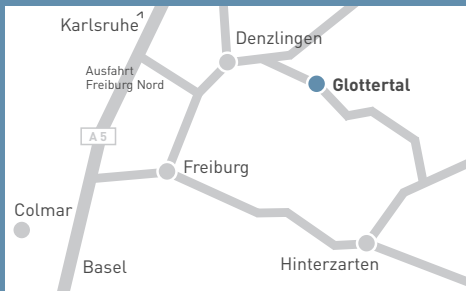 Karlsruhe
Denzlingen
Ausfahrt
Freiburg Nord
Glottertal
A 5
Freiburg
Colmar
Basel
Hinterzarten